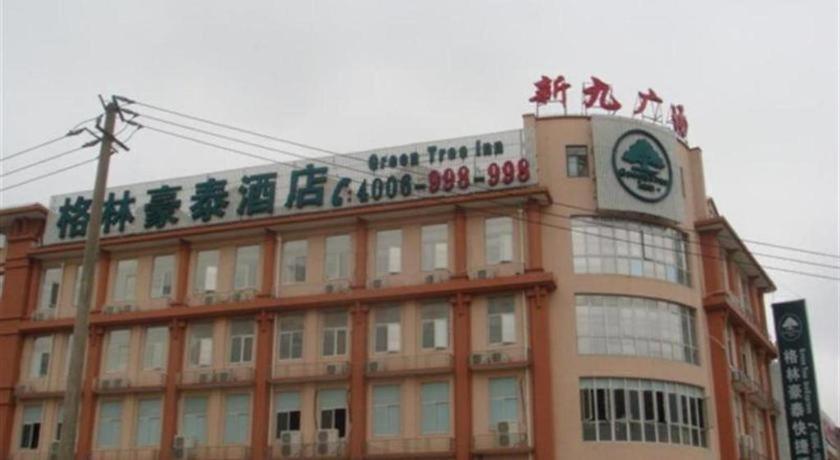 新九广场
Green Tree Inn
格林豪泰酒店 : 4006-998-998
格林豪泰快捷